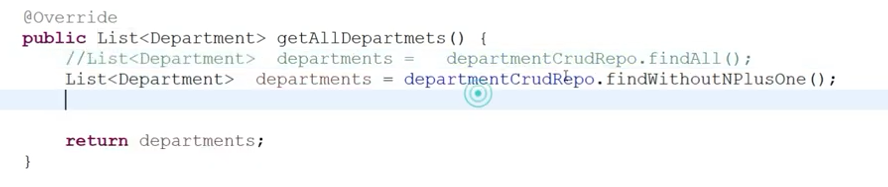 @Override
public List<Department> getAllDepartmets() {
//List<Department> departments = departmentCrudRepo.findAll();
List<Department> departments = departmentCrudRepo.findWithoutNPlusOne();
return departments;
}